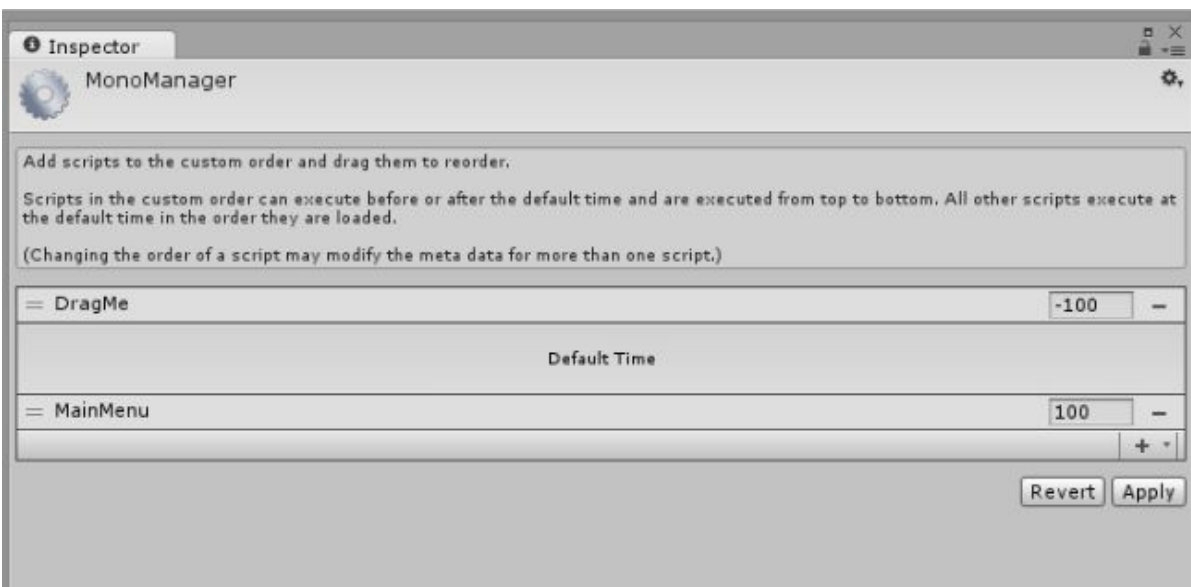 Inspector
MonoManager
Add scripts to the custom order and drag them to reorder.
Scripts in the custom order can execute before or after the default time and are executed from top to bottom. All other scripts execute at
the default time in the order they are loaded.
(Changing the order of a script may modify the meta data for more than one script.)
= DragMe -100 −
Default Time
= MainMenu 100 −
+
Revert Apply